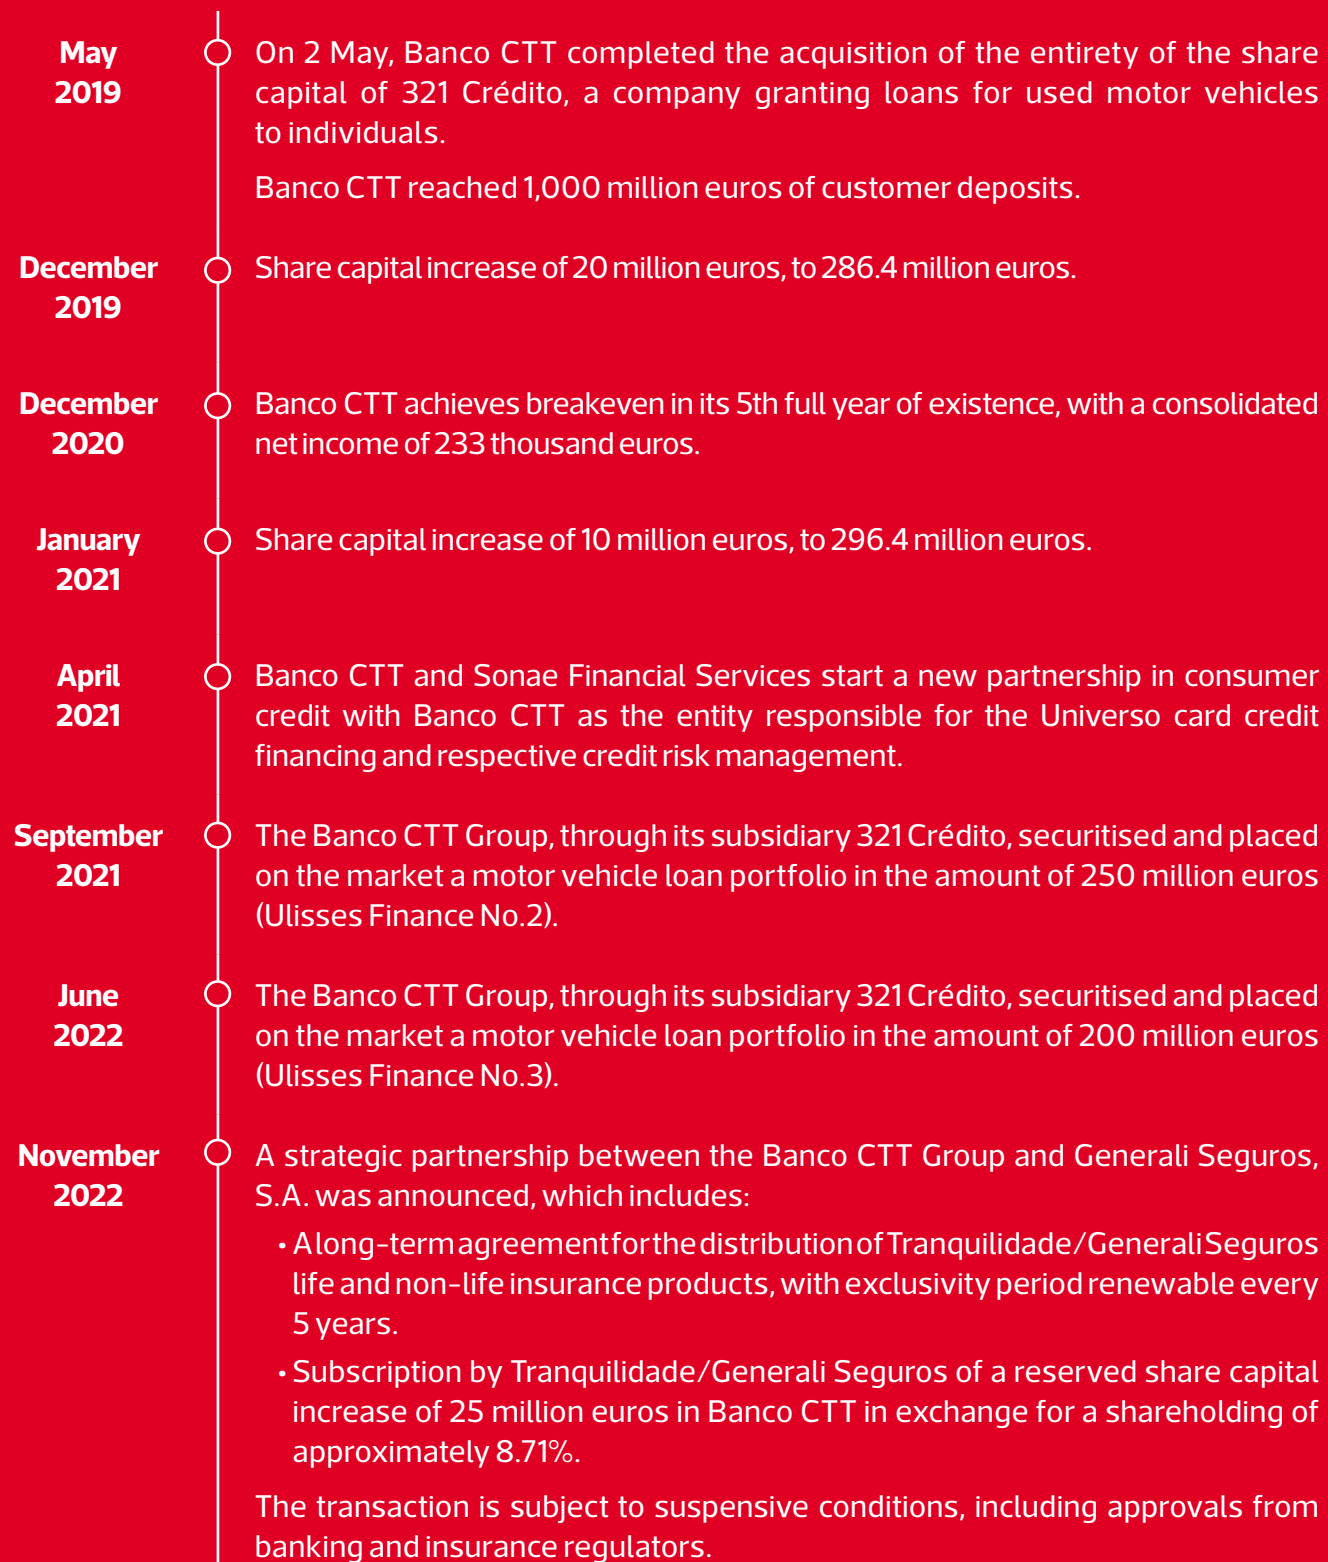 May
2019
On 2 May, Banco CTT completed the acquisition of the entirety of the share
capital of 321 Crédito, a company granting loans for used motor vehicles
to individuals.
Banco CTT reached 1,000 million euros of customer deposits.
December
2019
Share capital increase of 20 million euros, to 286.4 million euros.
December
2020
Banco CTT achieves breakeven in its 5th full year of existence, with a consolidated
net income of 233 thousand euros.
January
2021
Share capital increase of 10 million euros, to 296.4 million euros.
April
2021
Banco CTT and Sonae Financial Services start a new partnership in consumer
credit with Banco CTT as the entity responsible for the Universo card credit
financing and respective credit risk management.
September
2021
The Banco CTT Group, through its subsidiary 321 Crédito, securitised and placed
on the market a motor vehicle loan portfolio in the amount of 250 million euros
(Ulisses Finance No.2).
June
2022
The Banco CTT Group, through its subsidiary 321 Crédito, securitised and placed
on the market a motor vehicle loan portfolio in the amount of 200 million euros
(Ulisses Finance No.3).
November
2022
A strategic partnership between the Banco CTT Group and Generali Seguros,
S.A. was announced, which includes:
• A long-term agreement for the distribution of Tranquilidade/Generali Seguros
life and non-life insurance products, with exclusivity period renewable every
5 years.
• Subscription by Tranquilidade/Generali Seguros of a reserved share capital
increase of 25 million euros in Banco CTT in exchange for a shareholding of
approximately 8.71%.
The transaction is subject to suspensive conditions, including approvals from
banking and insurance regulators.